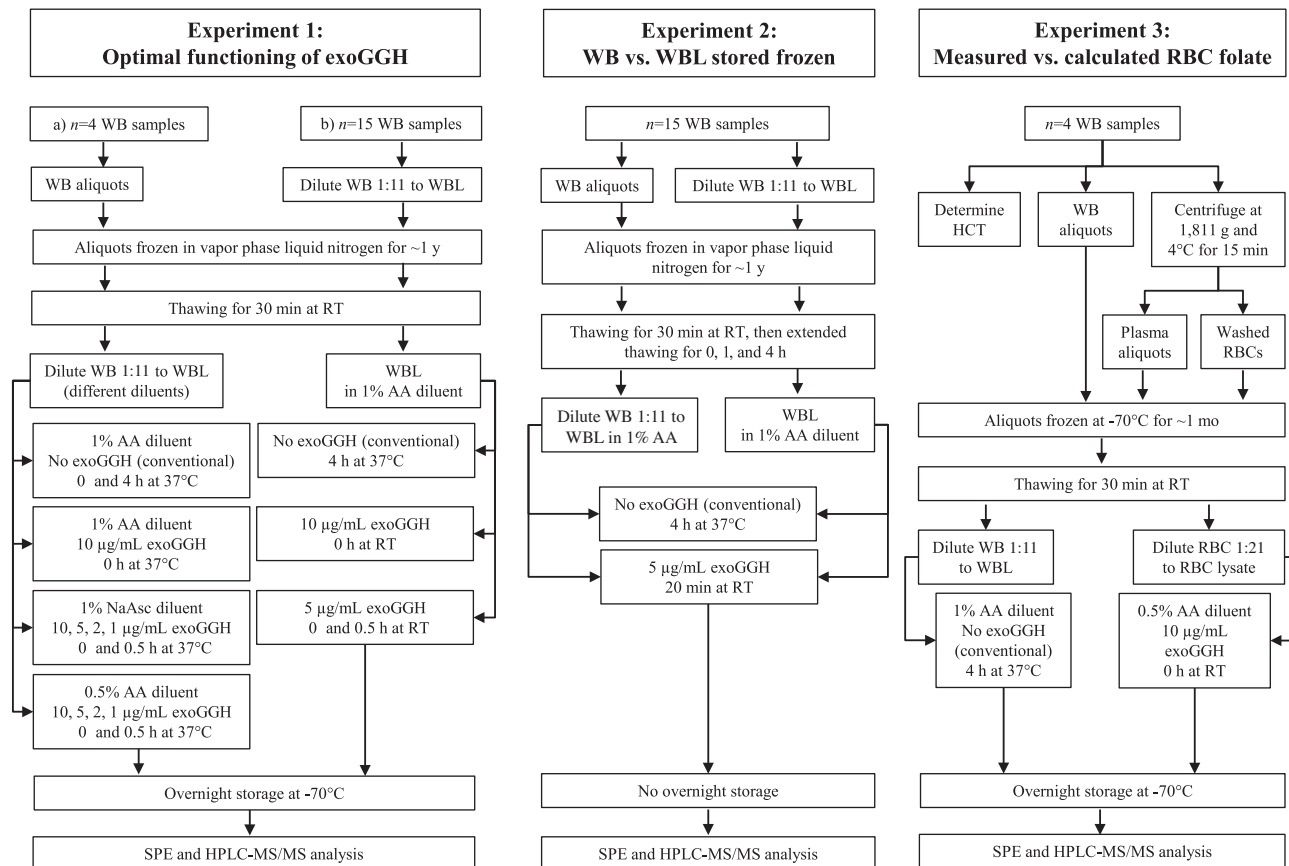 Experiment 1:
Optimal functioning of exoGGH
a) n=4 WB samples
b) n=15 WB samples
WB aliquots
Dilute WB 1:11 to WBL
Aliquots frozen in vapor phase liquid nitrogen for ~1 y
Thawing for 30 min at RT
Dilute WB 1:11 to WBL
(different diluents)
WBL
in 1% AA diluent
1% AA diluent
No exoGGH (conventional)
0 and 4 h at 37°C
No exoGGH (conventional)
4 h at 37°C
1% AA diluent
10 µg/mL exoGGH
0 h at 37°C
10 µg/mL exoGGH
0 h at RT
1% NaAsc diluent
10, 5, 2, 1 µg/mL exoGGH
0 and 0.5 h at 37°C
5 µg/mL exoGGH
0 and 0.5 h at RT
0.5% AA diluent
10, 5, 2, 1 µg/mL exoGGH
0 and 0.5 h at 37°C
Overnight storage at -70°C
SPE and HPLC-MS/MS analysis
Experiment 2:
WB vs. WBL stored frozen
n=15 WB samples
WB aliquots
Dilute WB 1:11 to WBL
Aliquots frozen in vapor phase liquid
nitrogen for ~1 y
Thawing for 30 min at RT, then extended
thawing for 0, 1, and 4 h
Dilute WB 1:11 to
WBL in 1% AA
WBL
in 1% AA diluent
No exoGGH (conventional)
4 h at 37°C
5 µg/mL exoGGH
20 min at RT
No overnight storage
SPE and HPLC-MS/MS analysis
Experiment 3:
Measured vs. calculated RBC folate
n=4 WB samples
Determine
HCT
WB
aliquots
Centrifuge at
1,811 g and
4°C for 15 min
Plasma
aliquots
Washed
RBCs
Aliquots frozen at -70°C for ~1 mo
Thawing for 30 min at RT
Dilute WB 1:11
to WBL
Dilute RBC 1:21
to RBC lysate
1% AA diluent
No exoGGH
(conventional)
4 h at 37°C
0.5% AA diluent
10 µg/mL
exoGGH
0 h at RT
Overnight storage at -70°C
SPE and HPLC-MS/MS analysis